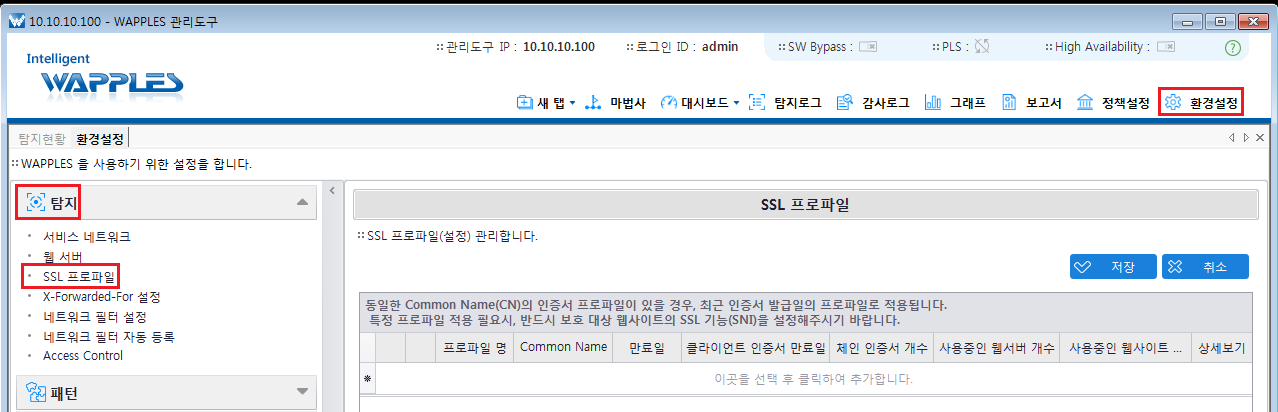 10.10.10.100 - WAPPLES 관리도구
관리도구 IP : 10.10.10.100 로그인 ID : admin SW Bypass : PLS : High Availability :
Intelligent
WAPPLES
새 탭 마법사 대시보드 탐지로그 감사로그 그래프 보고서 정책설정 환경설정
탐지현황 환경설정
WAPPLES 을 사용하기 위한 설정을 합니다.
탐지
서비스 네트워크
웹 서버
SSL 프로파일
X-Forwarded-For 설정
네트워크 필터 설정
네트워크 필터 자동 등록
Access Control
패턴
SSL 프로파일
SSL 프로파일(설정) 관리합니다.
저장 취소
동일한 Common Name(CN)의 인증서 프로파일이 있을 경우, 최근 인증서 발급일의 프로파일로 적용됩니다.
특정 프로파일 적용 필요시, 반드시 보호 대상 웹사이트의 SSL 기능(SNI)을 설정해주시기 바랍니다.
프로파일 명 Common Name 만료일 클라이언트 인증서 만료일 체인 인증서 개수 사용중인 웹서버 개수 사용중인 웹사이트 ... 상세보기
이곳을 선택 후 클릭하여 추가합니다.